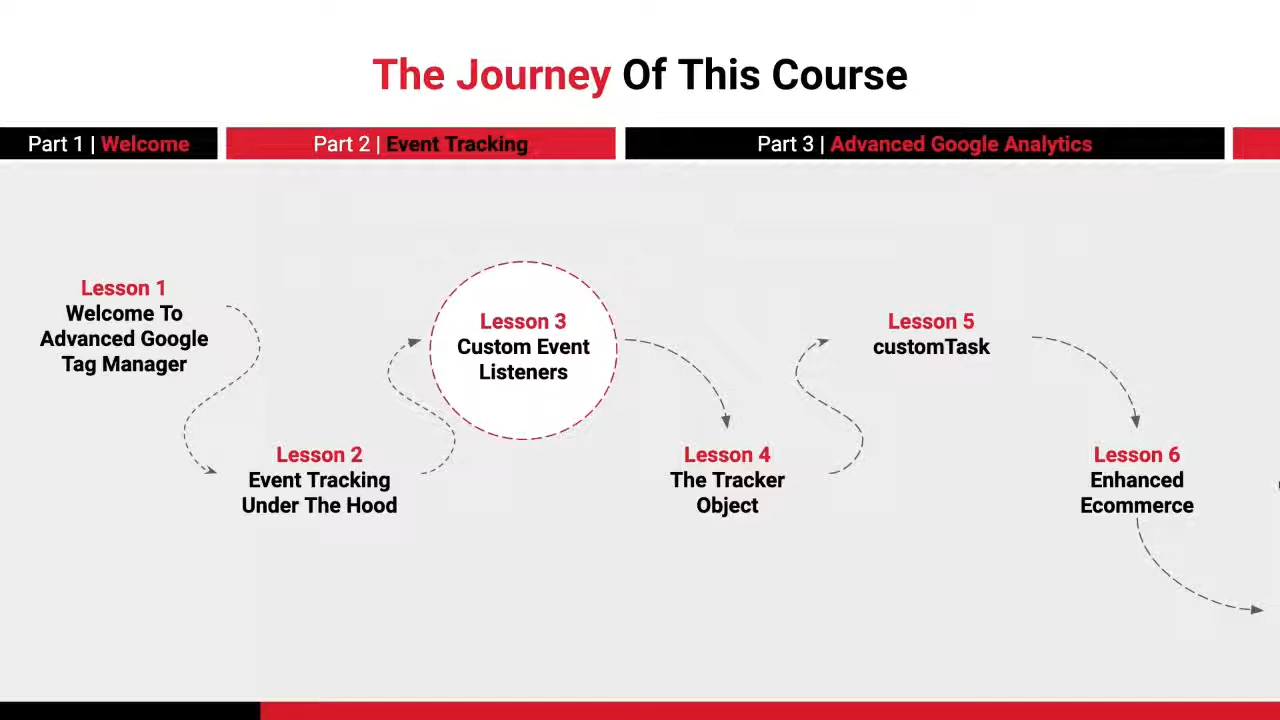 The Journey Of This Course
Part 1 | Welcome
Part 2 | Event Tracking
Part 3 | Advanced Google Analytics
Lesson 1
Welcome To
Advanced Google
Tag Manager
Lesson 2
Event Tracking
Under The Hood
Lesson 3
Custom Event
Listeners
Lesson 4
The Tracker
Object
Lesson 5
customTask
Lesson 6
Enhanced
Ecommerce